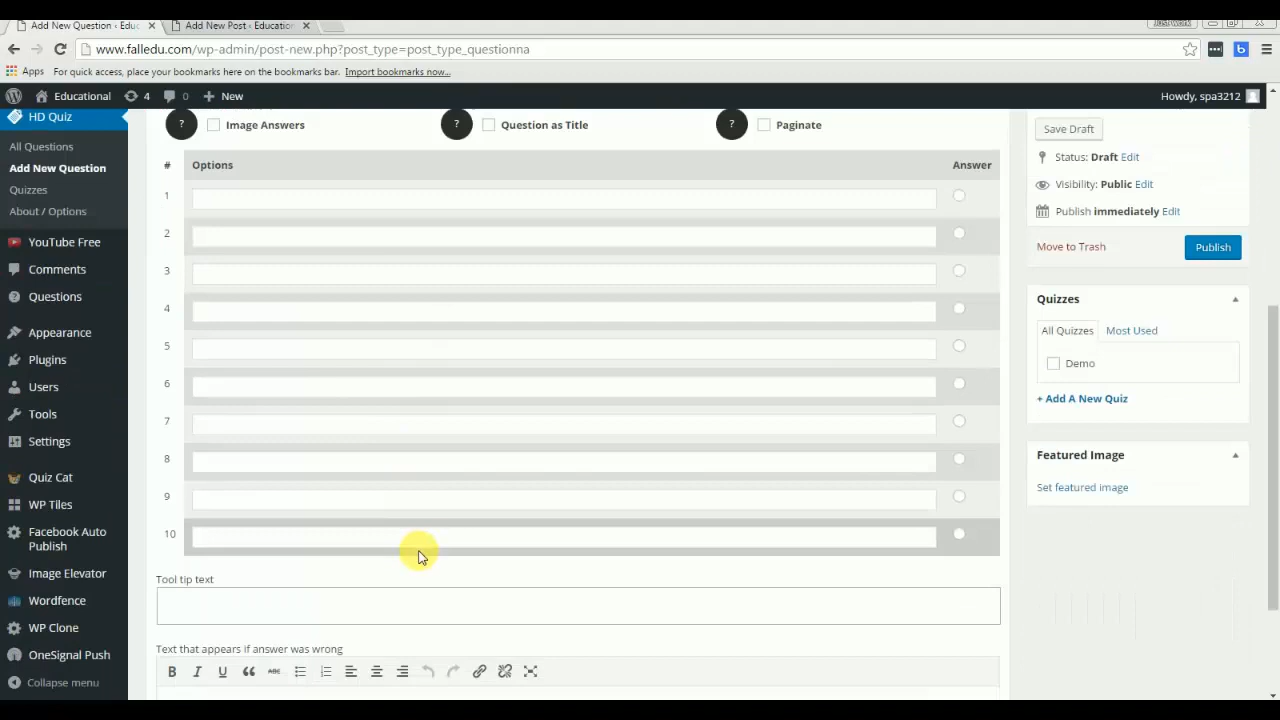 Add New Question ‹ Educ
Add New Post ‹ Education
Just work
www.falledu.com/wp-admin/post-new.php?post_type=post_type_questionna
Apps
For quick access, place your bookmarks here on the bookmarks bar. Import bookmarks now...
Educational
4
0
New
Howdy, spa3212
HD Quiz
All Questions
Add New Question
Quizzes
About / Options
YouTube Free
Comments
Questions
Appearance
Plugins
Users
Tools
Settings
Quiz Cat
WP Tiles
Facebook Auto
Publish
Image Elevator
Wordfence
WP Clone
OneSignal Push
Collapse menu
? Image Answers
? Question as Title
? Paginate
# Options Answer
1
2
3
4
5
6
7
8
9
10
Tool tip text
Text that appears if answer was wrong
B I U ABC
Save Draft
Status: Draft Edit
Visibility: Public Edit
Publish immediately Edit
Move to Trash
Publish
Quizzes
All Quizzes Most Used
Demo
+ Add A New Quiz
Featured Image
Set featured image